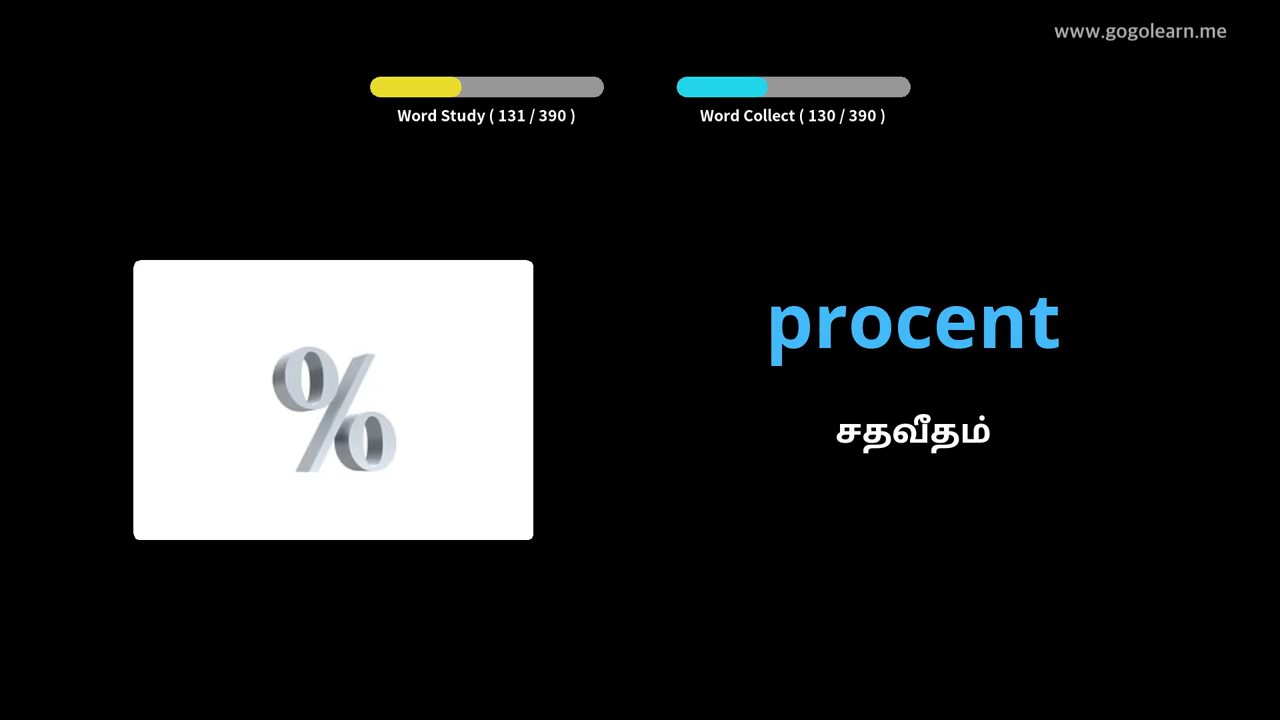 www.gogolearn.me
Word Study ( 131 / 390 )
Word Collect ( 130 / 390 )
%
procent
சதவீதம்